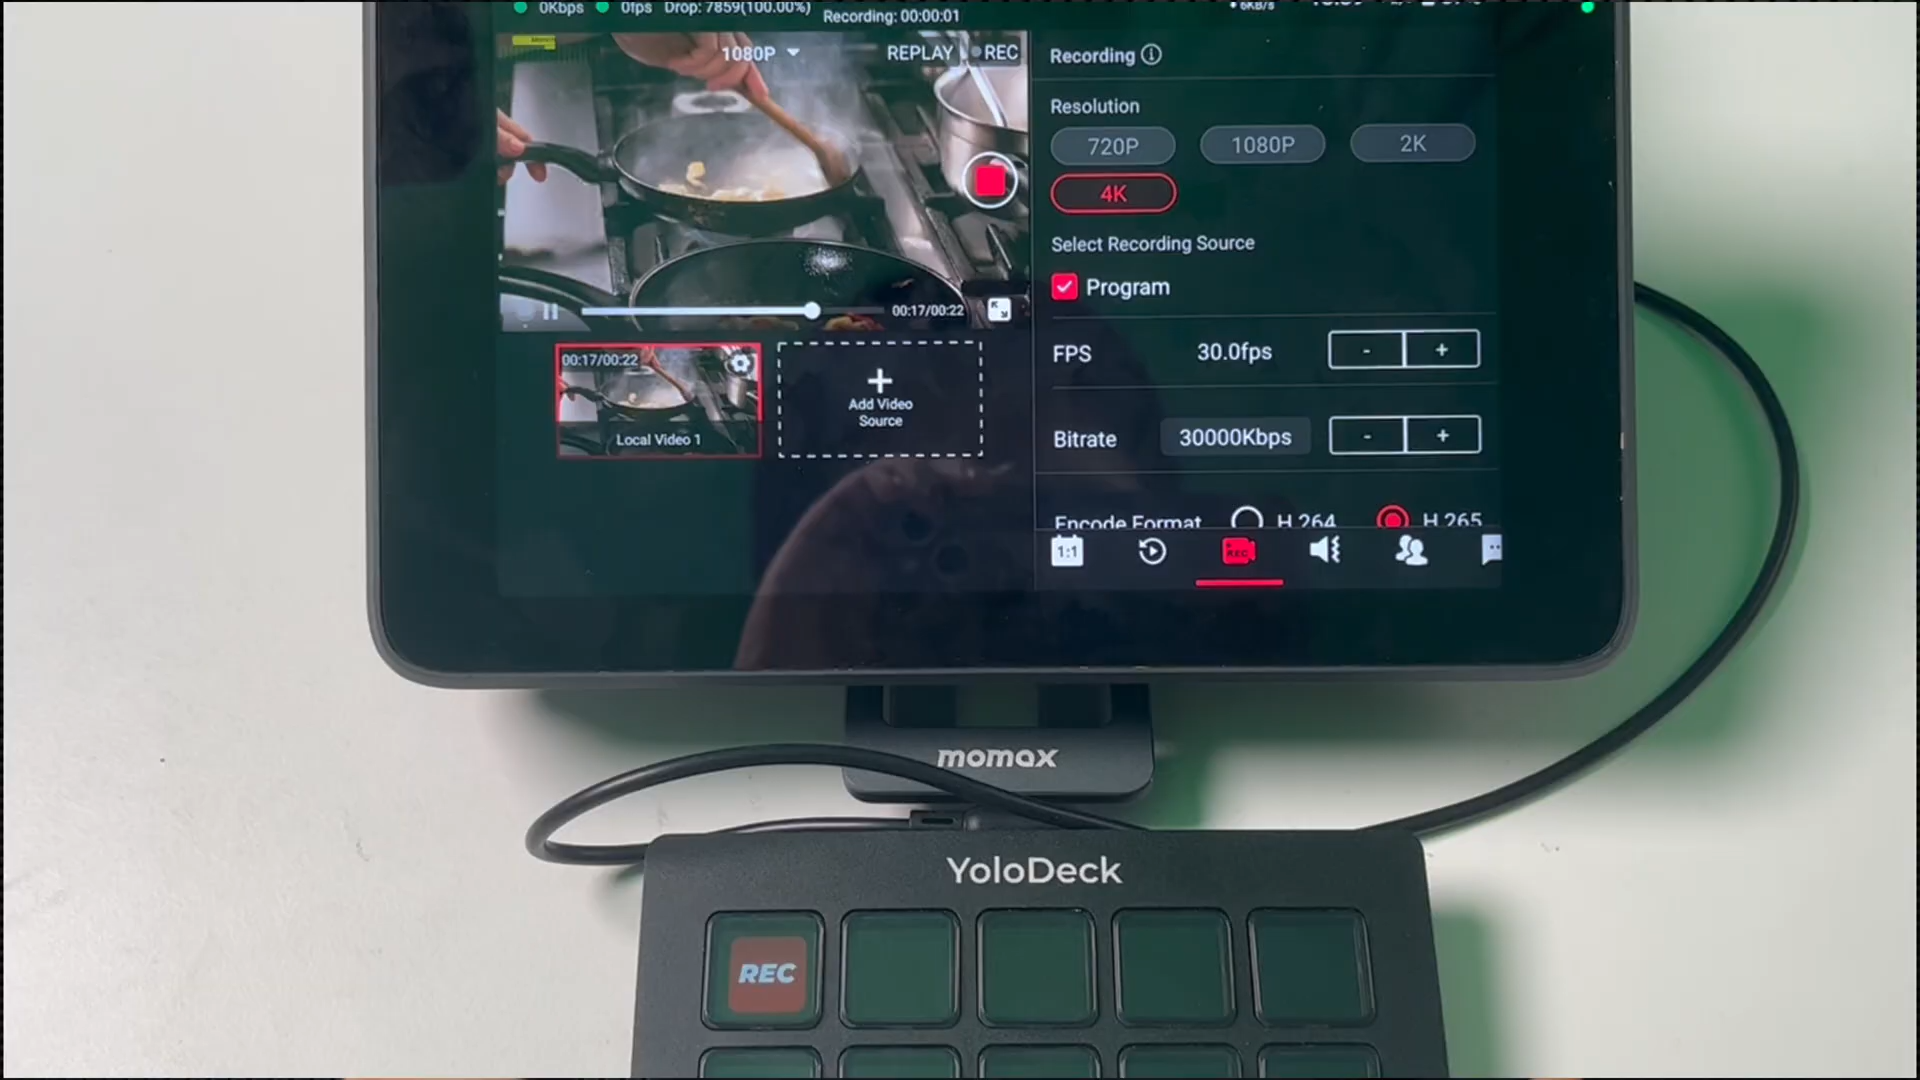 0Kbps 0fps Drop: 7859(100.00%)
Recording: 00:00:01
6KB/s
1080P
REPLAY
REC
00:17/00:22
00:17/00:22
Local Video 1
Add Video
Source
Recording
Resolution
720P
1080P
2K
4K
Select Recording Source
Program
FPS
30.0fps
-
+
Bitrate
30000Kbps
-
+
Encode Format
H.264
H.265
1:1
REC
momax
YoloDeck
REC